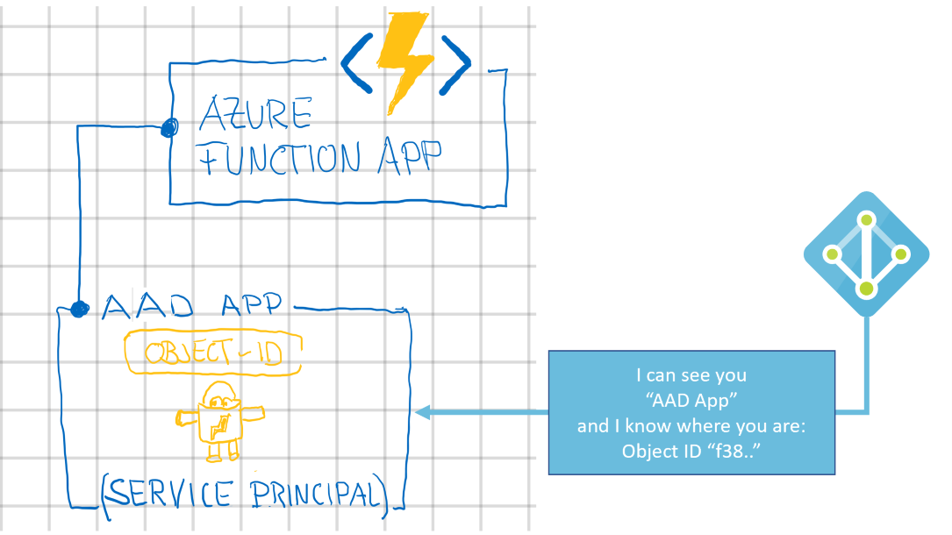 AZURE
FUNCTION APP
AAD APP
OBJECT-ID
(SERVICE PRINCIPAL)
I can see you
“AAD App”
and I know where you are:
Object ID “f38..”